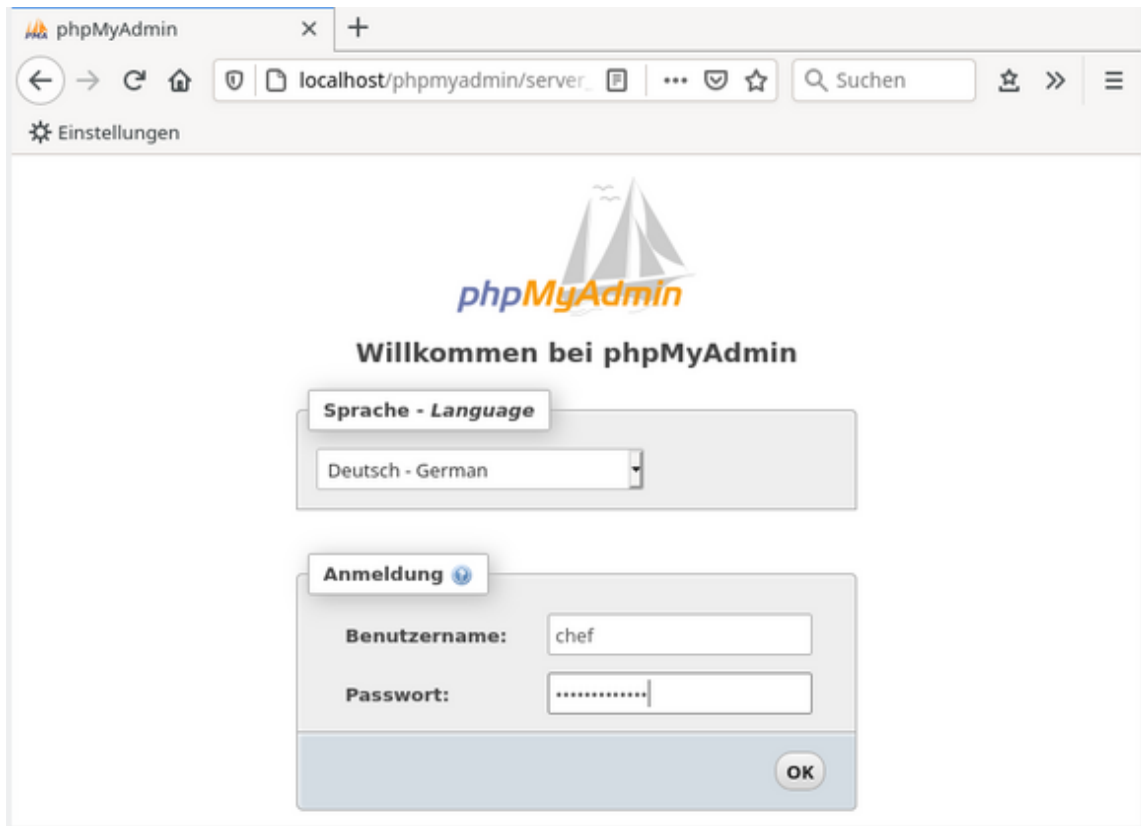 phpMyAdmin
localhost/phpmyadmin/server_
Suchen
Einstellungen
phpMyAdmin
Willkommen bei phpMyAdmin
Sprache - Language
Deutsch - German
Anmeldung
Benutzername: chef
Passwort: •••••••••••••
OK